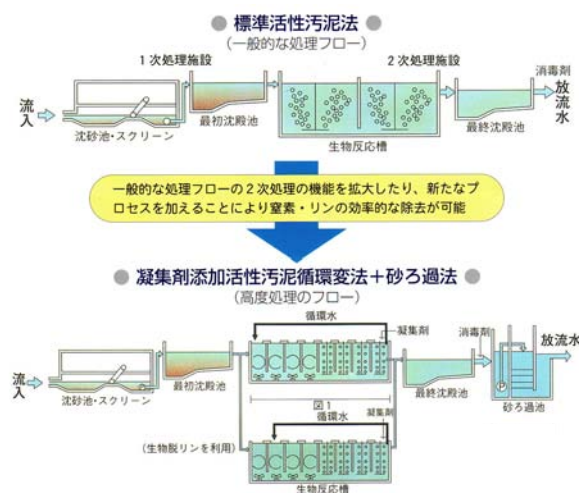 ● 標準活性汚泥法 ●
(一般的な処理フロー)
1次処理施設
2次処理施設
消毒剤
放流水
流入
沈砂池・スクリーン
最初沈殿池
生物反応槽
最終沈殿池
一般的な処理フローの2次処理の機能を拡大したり、新たなプ
ロセスを加えることにより窒素・リンの効率的な除去が可能
● 凝集剤添加活性汚泥循環変法+砂ろ過法 ●
(高度処理のフロー)
循環水
凝集剤
消毒剤
放流水
流入
沈砂池・スクリーン
最初沈殿池
図1
最終沈殿池
P
砂ろ過池
循環水
凝集剤
(生物脱リンを利用)
生物反応槽